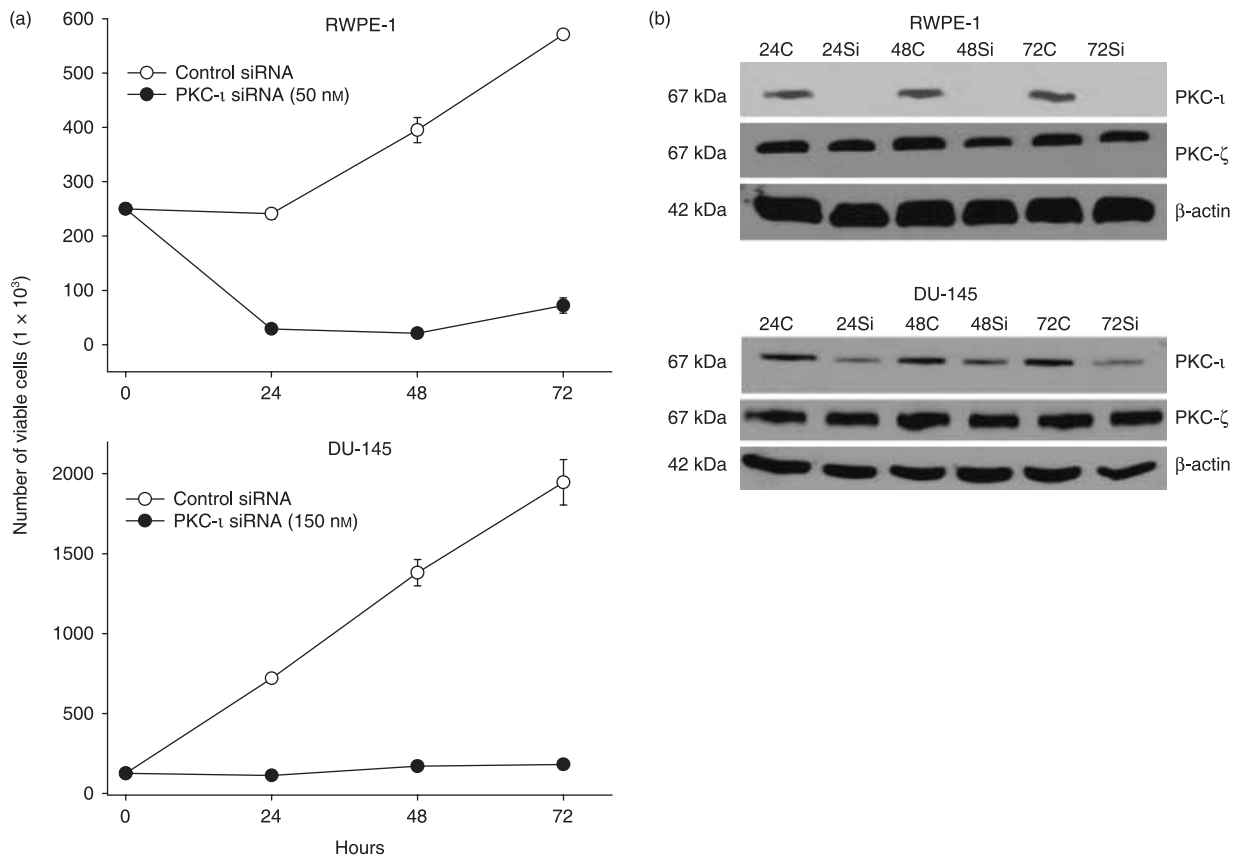 (a)
RWPE-1
Control siRNA
PKC-ι siRNA (50 nM)
600
500
400
300
200
100
0
0 24 48 72
DU-145
Control siRNA
PKC-ι siRNA (150 nM)
2000
1500
1000
500
0
0 24 48 72
Hours
Number of viable cells (1 × 10³)
(b)
RWPE-1
24C 24Si 48C 48Si 72C 72Si
67 kDa PKC-ι
67 kDa PKC-ζ
42 kDa β-actin
DU-145
24C 24Si 48C 48Si 72C 72Si
67 kDa PKC-ι
67 kDa PKC-ζ
42 kDa β-actin